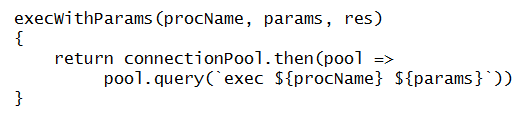 execWithParams(procName, params, res)
{
    return connectionPool.then(pool =>
         pool.query(`exec ${procName} ${params}`))
}